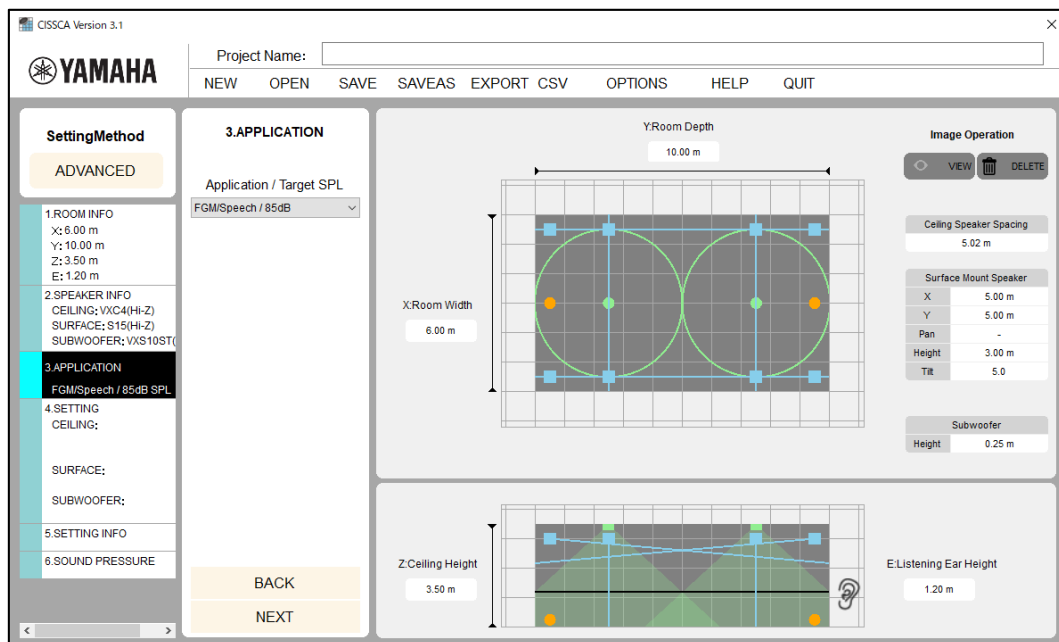 CISSCA Version 3.1
YAMAHA
Project Name:
NEW OPEN SAVE SAVEAS EXPORT CSV OPTIONS HELP QUIT
SettingMethod
ADVANCED
1.ROOM INFO
X: 6.00 m
Y: 10.00 m
Z: 3.50 m
E: 1.20 m
2.SPEAKER INFO
CEILING: VXC4(Hi-Z)
SURFACE: S15(Hi-Z)
SUBWOOFER: VXS10ST(
3.APPLICATION
FGM/Speech / 85dB SPL
4.SETTING
CEILING:
SURFACE:
SUBWOOFER:
5.SETTING INFO
6.SOUND PRESSURE
3.APPLICATION
Application / Target SPL
FGM/Speech / 85dB
BACK
NEXT
Y:Room Depth
10.00 m
X:Room Width
6.00 m
Image Operation
VIEW DELETE
Ceiling Speaker Spacing
5.02 m
Surface Mount Speaker
X 5.00 m
Y 5.00 m
Pan -
Height 3.00 m
Tilt 5.0
Subwoofer
Height 0.25 m
Z:Ceiling Height
3.50 m
E:Listening Ear Height
1.20 m